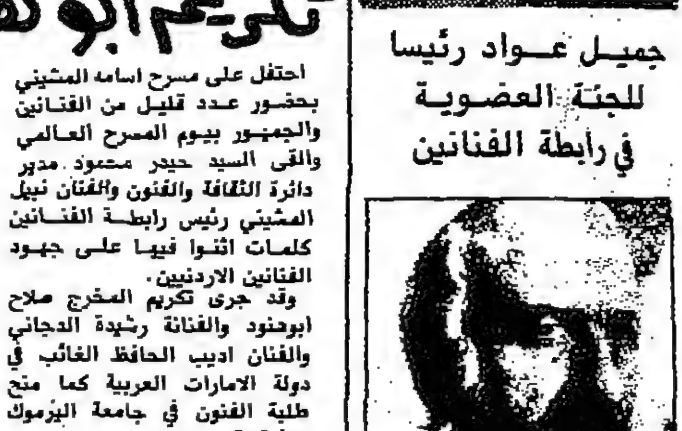 جميل عواد رئيسا
للجنة العضوية
في رابطة الفنانين
تكريم ابو
احتفل على مسرح اسامه المشيني
بحضور عدد قليل من الفنانين
والجمهور بيوم المسرح العالمي
والقى السيد حيدر محمود مدير
دائرة الثقافة والفنون والفنان نبيل
المشيني رئيس رابطة الفنانين
كلمات اثنوا فيها على جهود
الفنانين الاردنيين.
وقد جرى تكريم المخرج صلاح
ابوهنود والفنانة رشيدة الدجاني
والفنان اديب الحافظ الغائب في
دولة الامارات العربية كما منح
طلبة الفنون في جامعة اليرموك